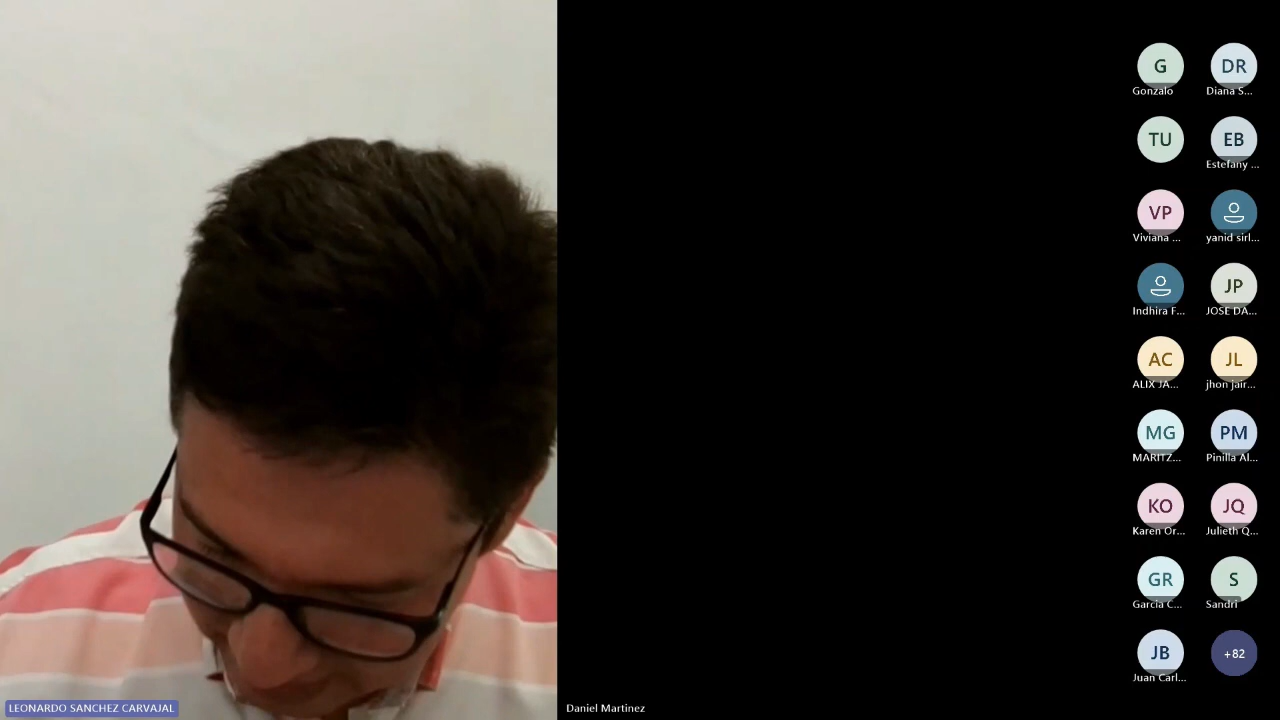 G
DR
Gonzalo
Diana S...
TU
EB
Estefany ...
VP
Viviana ...
yanid sirl...
JP
Indhira F...
JOSE DA...
AC
JL
ALIX JA...
jhon jair...
MG
PM
MARITZ...
Pinilla Al...
KO
JQ
Karen Or...
Julieth Q...
GR
S
Garcia C...
Sandri
JB
+82
Juan Carl...
LEONARDO SANCHEZ CARVAJAL
Daniel Martinez